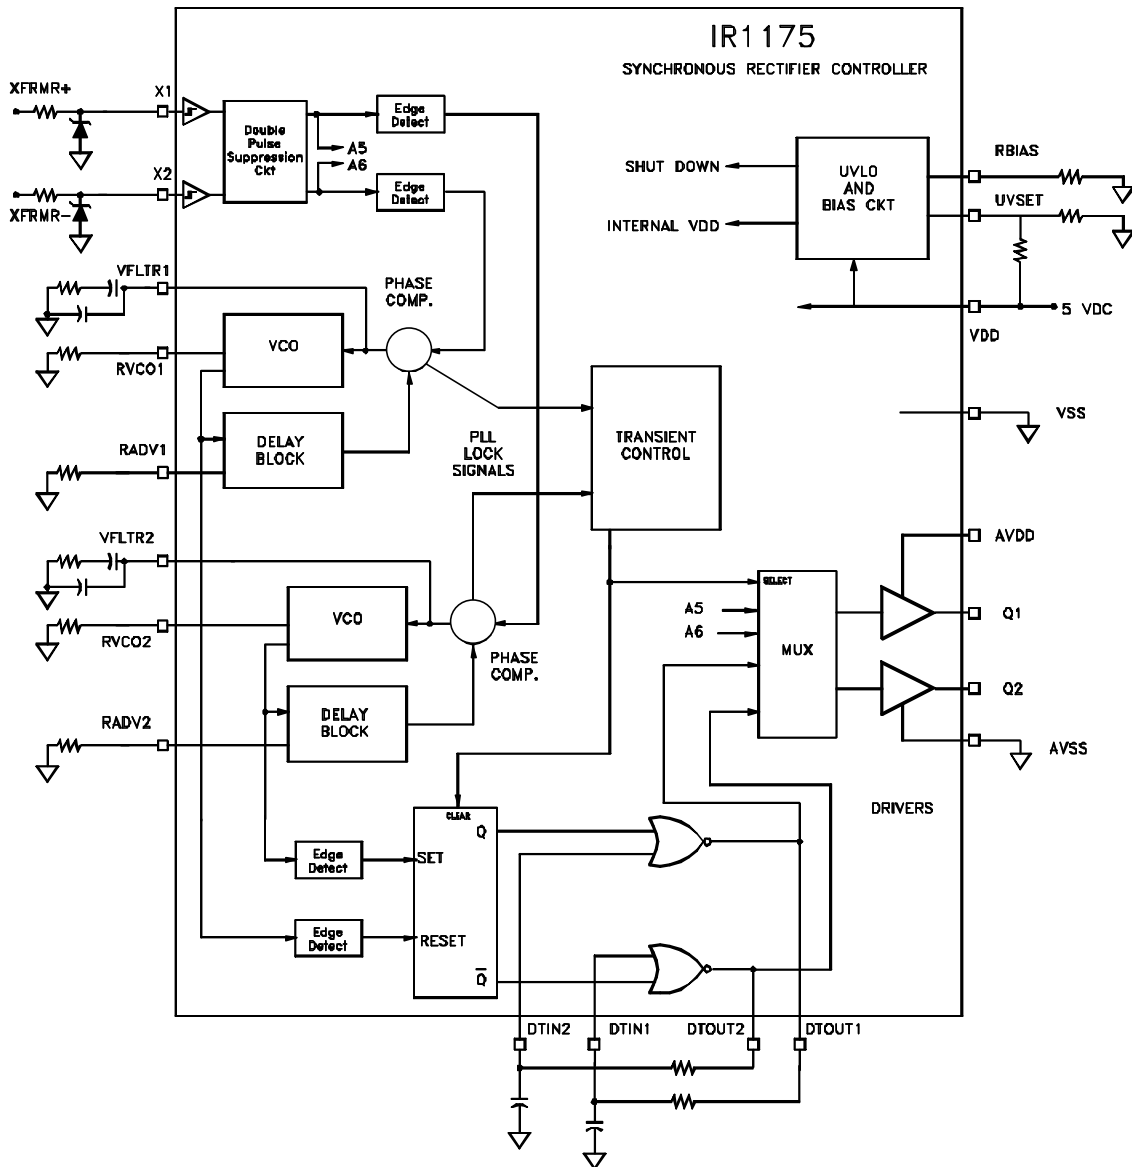 IR1175
SYNCHRONOUS RECTIFIER CONTROLLER
XFRMR+
X1
Double
Pulse
Suppression
Ckt
Edge
Detect
A5
A6
X2
XFRMR-
Edge
Detect
SHUT DOWN
INTERNAL VDD
UVLO
AND
BIAS CKT
RBIAS
UVSET
5 VDC
VDD
VFLTR1
PHASE
COMP.
VCO
RVCO1
RADV1
DELAY
BLOCK
PLL
LOCK
SIGNALS
TRANSIENT
CONTROL
VSS
VFLTR2
VCO
RVCO2
PHASE
COMP.
RADV2
DELAY
BLOCK
SELECT
A5
A6
MUX
AVDD
Q1
Q2
AVSS
DRIVERS
CLEAR
Q
SET
Edge
Detect
RESET
Edge
Detect
Q̅
DTIN2
DTIN1
DTOUT2
DTOUT1